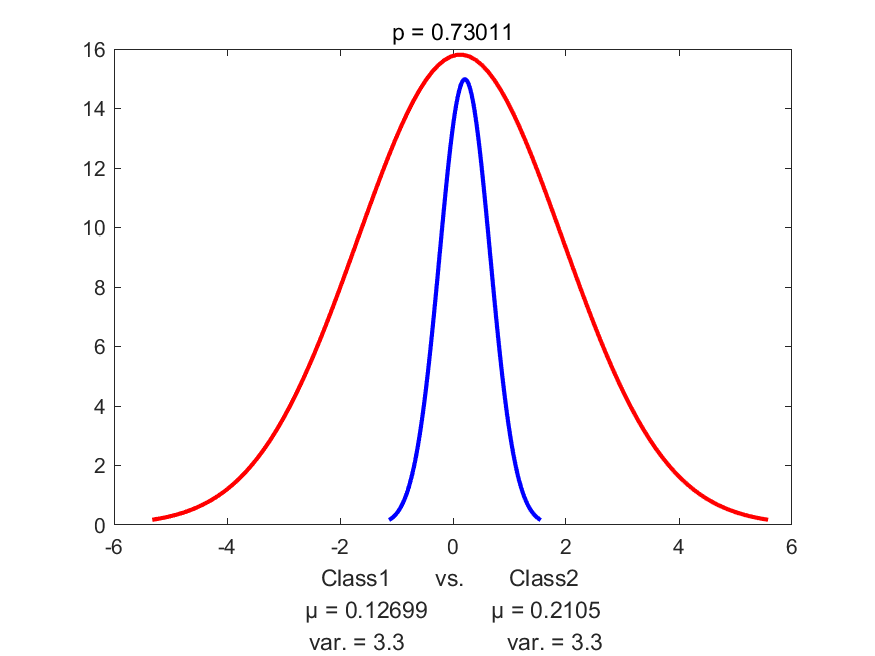 p = 0.73011
16
14
12
10
8
6
4
2
0
-6 -4 -2 0 2 4 6
Class1 vs. Class2
μ = 0.12699 μ = 0.2105
var. = 3.3 var. = 3.3